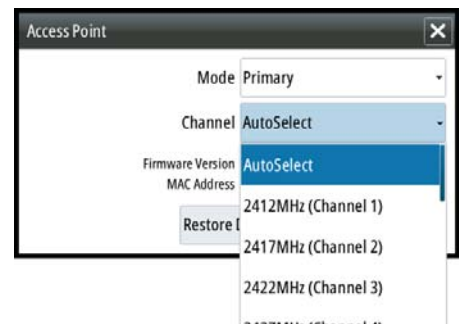 Access Point
Mode Primary
Channel AutoSelect
Firmware Version AutoSelect
MAC Address
2412MHz (Channel 1)
Restore
2417MHz (Channel 2)
2422MHz (Channel 3)